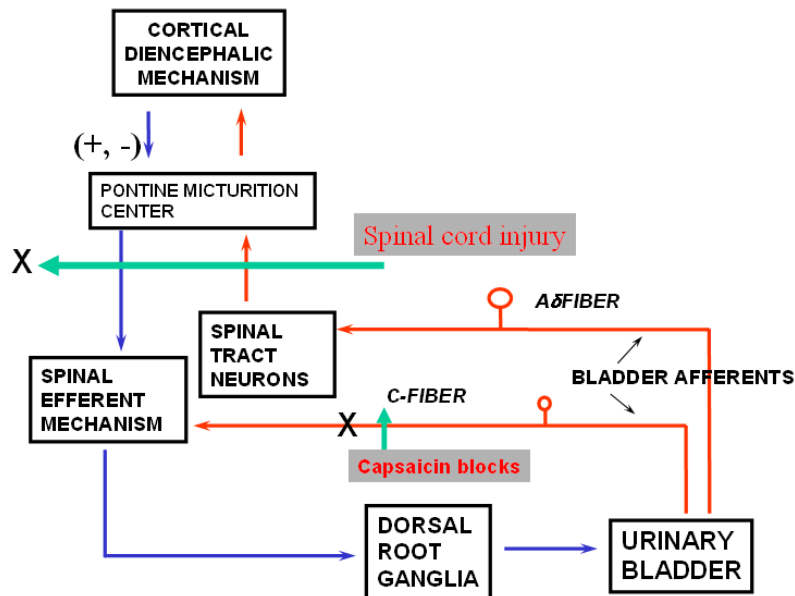 CORTICAL
DIENCEPHALIC
MECHANISM
(+, -)
PONTINE MICTURITION
CENTER
Spinal cord injury
X
AδFIBER
SPINAL
TRACT
NEURONS
BLADDER AFFERENTS
SPINAL
EFFERENT
MECHANISM
C-FIBER
X
Capsaicin blocks
DORSAL
ROOT
GANGLIA
URINARY
BLADDER